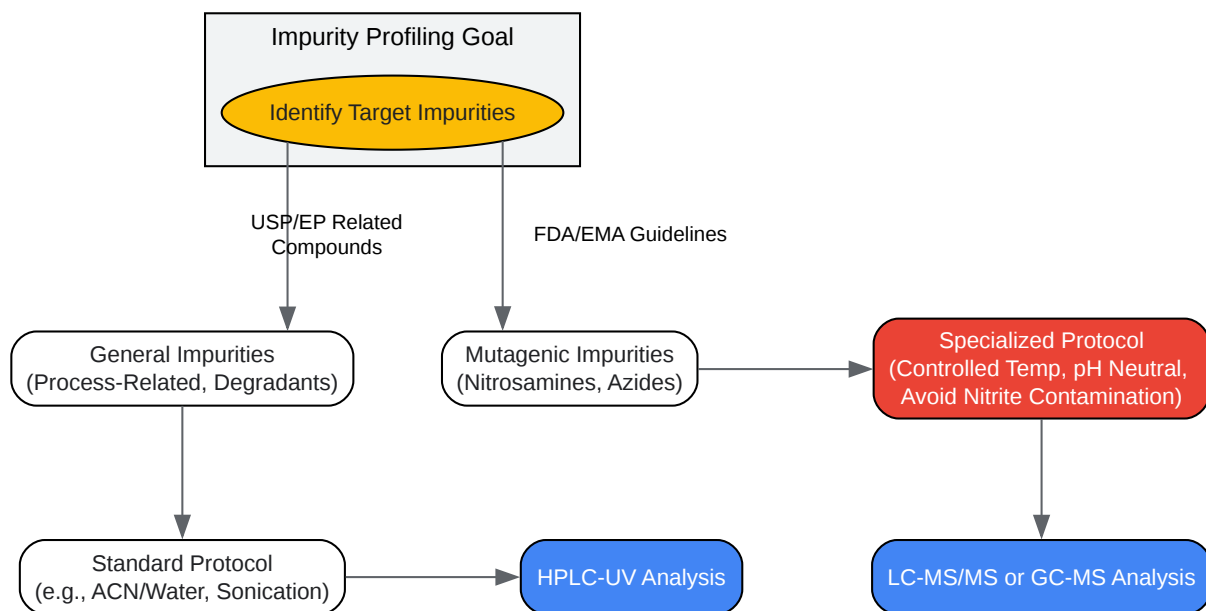 Impurity Profiling Goal
Identify Target Impurities
USP/EP Related
Compounds
FDA/EMA Guidelines
General Impurities
(Process-Related, Degradants)
Mutagenic Impurities
(Nitrosamines, Azides)
Specialized Protocol
(Controlled Temp, pH Neutral,
Avoid Nitrite Contamination)
Standard Protocol
(e.g., ACN/Water, Sonication)
HPLC-UV Analysis
LC-MS/MS or GC-MS Analysis